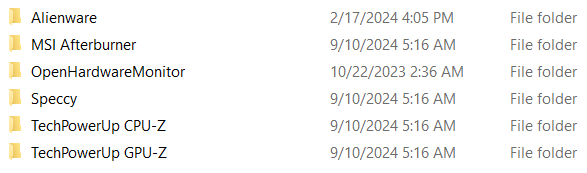 Alienware 2/17/2024 4:05 PM File folder
MSI Afterburner 9/10/2024 5:16 AM File folder
OpenHardwareMonitor 10/22/2023 2:36 AM File folder
Speccy 9/10/2024 5:16 AM File folder
TechPowerUp CPU-Z 9/10/2024 5:16 AM File folder
TechPowerUp GPU-Z 9/10/2024 5:16 AM File folder